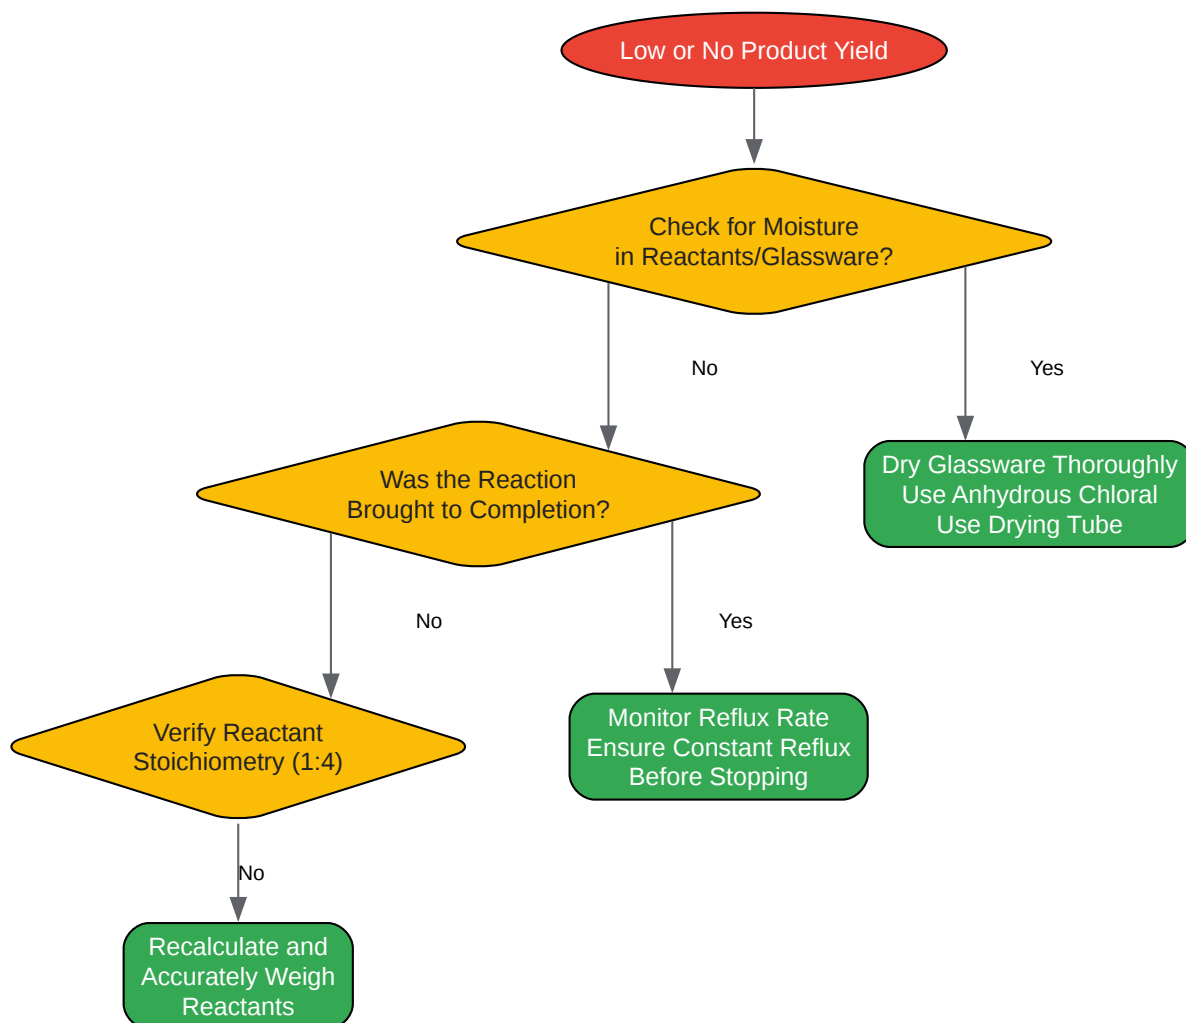 Low or No Product Yield
Check for Moisture
in Reactants/Glassware?
No
Yes
Was the Reaction
Brought to Completion?
Dry Glassware Thoroughly
Use Anhydrous Chloral
Use Drying Tube
No
Yes
Verify Reactant
Stoichiometry (1:4)
Monitor Reflux Rate
Ensure Constant Reflux
Before Stopping
No
Recalculate and
Accurately Weigh
Reactants